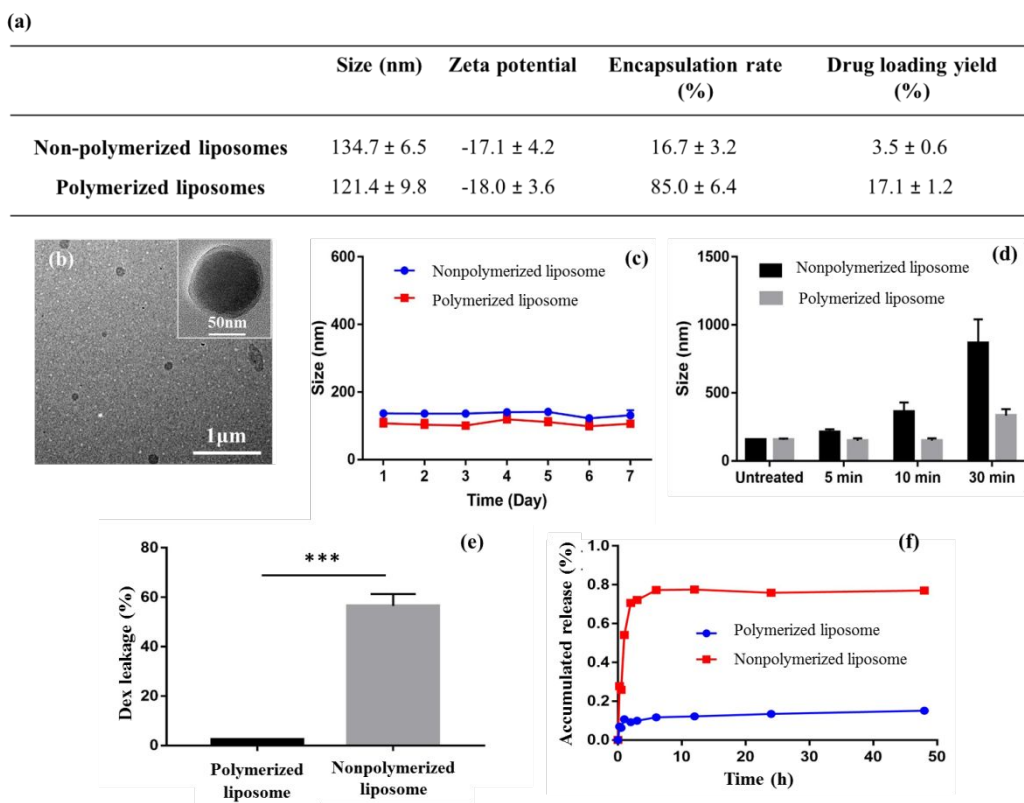 (a)
Size (nm) Zeta potential Encapsulation rate (%) Drug loading yield (%)
Non-polymerized liposomes 134.7 ± 6.5 -17.1 ± 4.2 16.7 ± 3.2 3.5 ± 0.6
Polymerized liposomes 121.4 ± 9.8 -18.0 ± 3.6 85.0 ± 6.4 17.1 ± 1.2
(b)
50nm
1μm
(c)
Nonpolymerized liposome
Polymerized liposome
Size (nm)
600
400
200
0
1 2 3 4 5 6 7
Time (Day)
(d)
Nonpolymerized liposome
Polymerized liposome
Size (nm)
1500
1000
500
0
Untreated 5 min 10 min 30 min
(e)
***
Dex leakage (%)
80
60
40
20
0
Polymerized liposome
Nonpolymerized liposome
(f)
Accumulated release (%)
1.0
0.8
0.6
0.4
0.2
0.0
Polymerized liposome
Nonpolymerized liposome
0 10 20 30 40 50
Time (h)